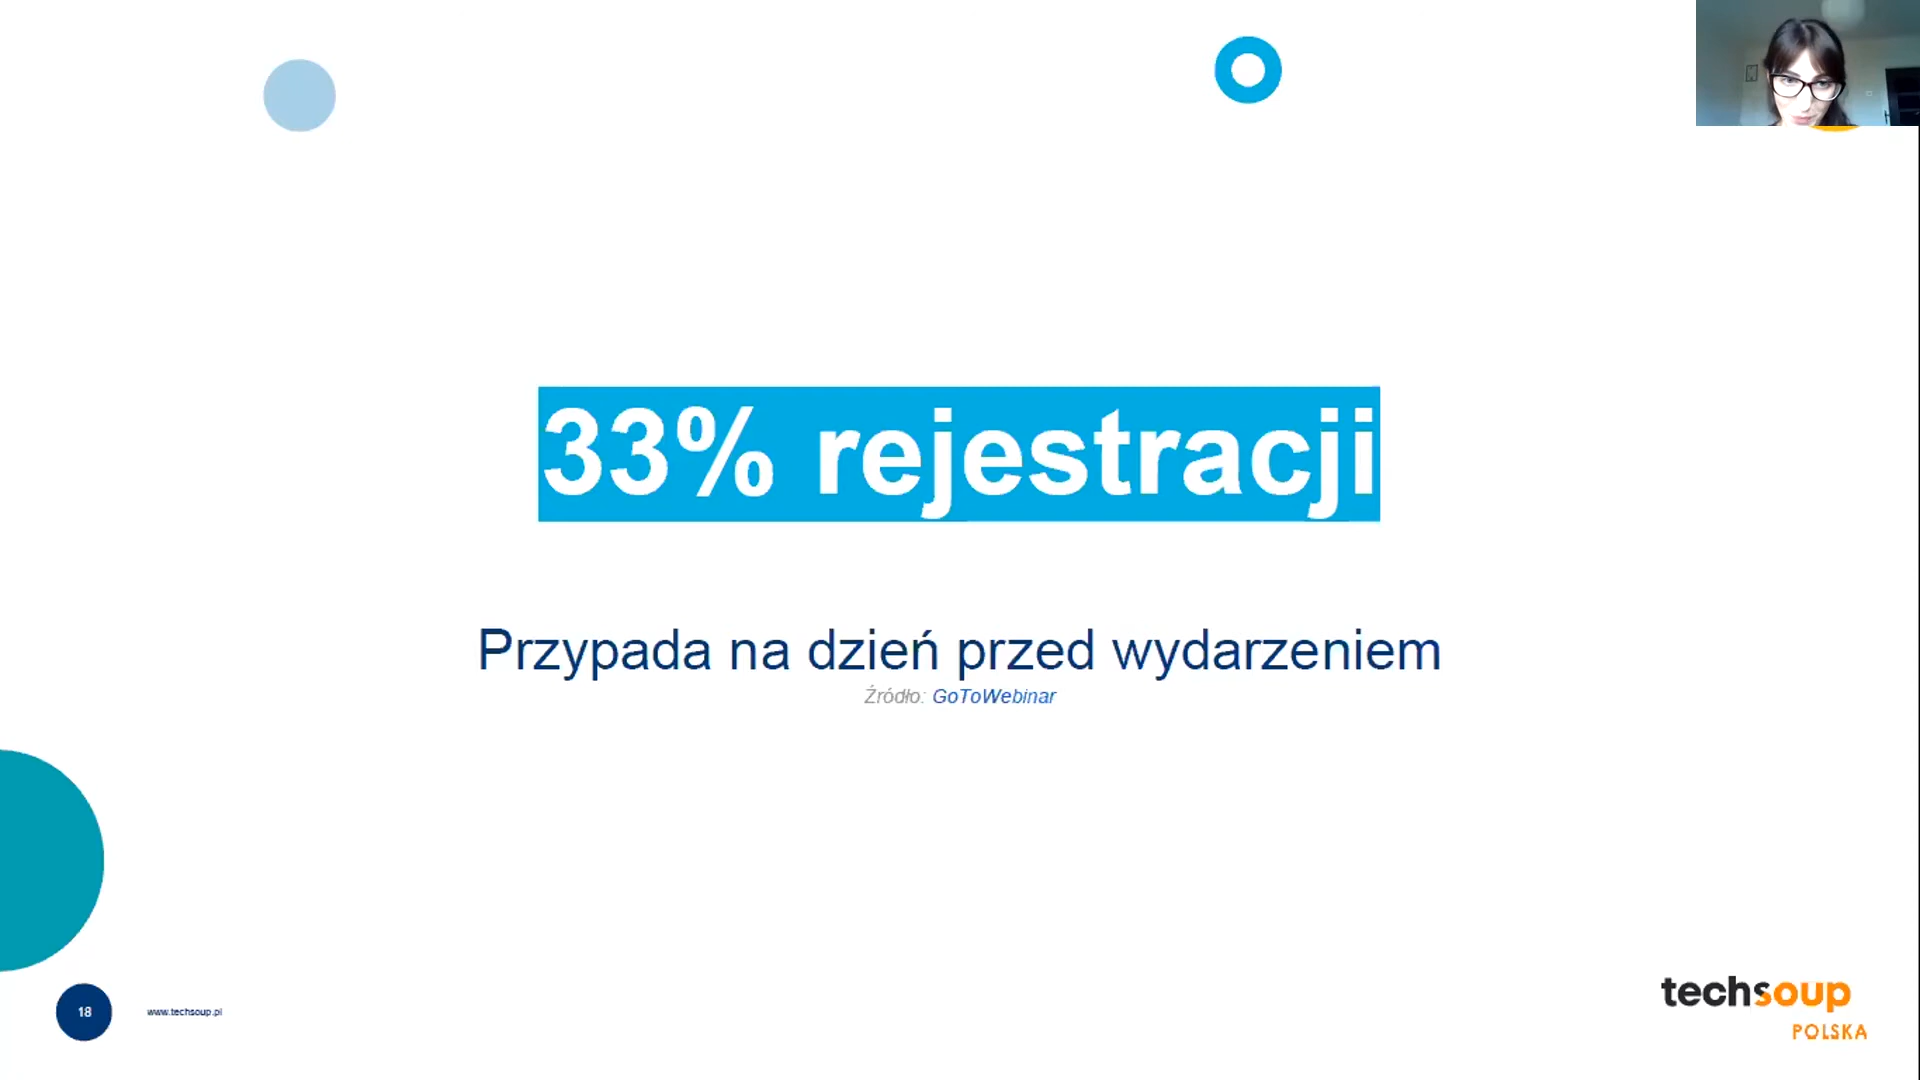 33% rejestracji
Przypada na dzień przed wydarzeniem
Źródło: GoToWebinar
18
www.techsoup.pl
techsoup
POLSKA